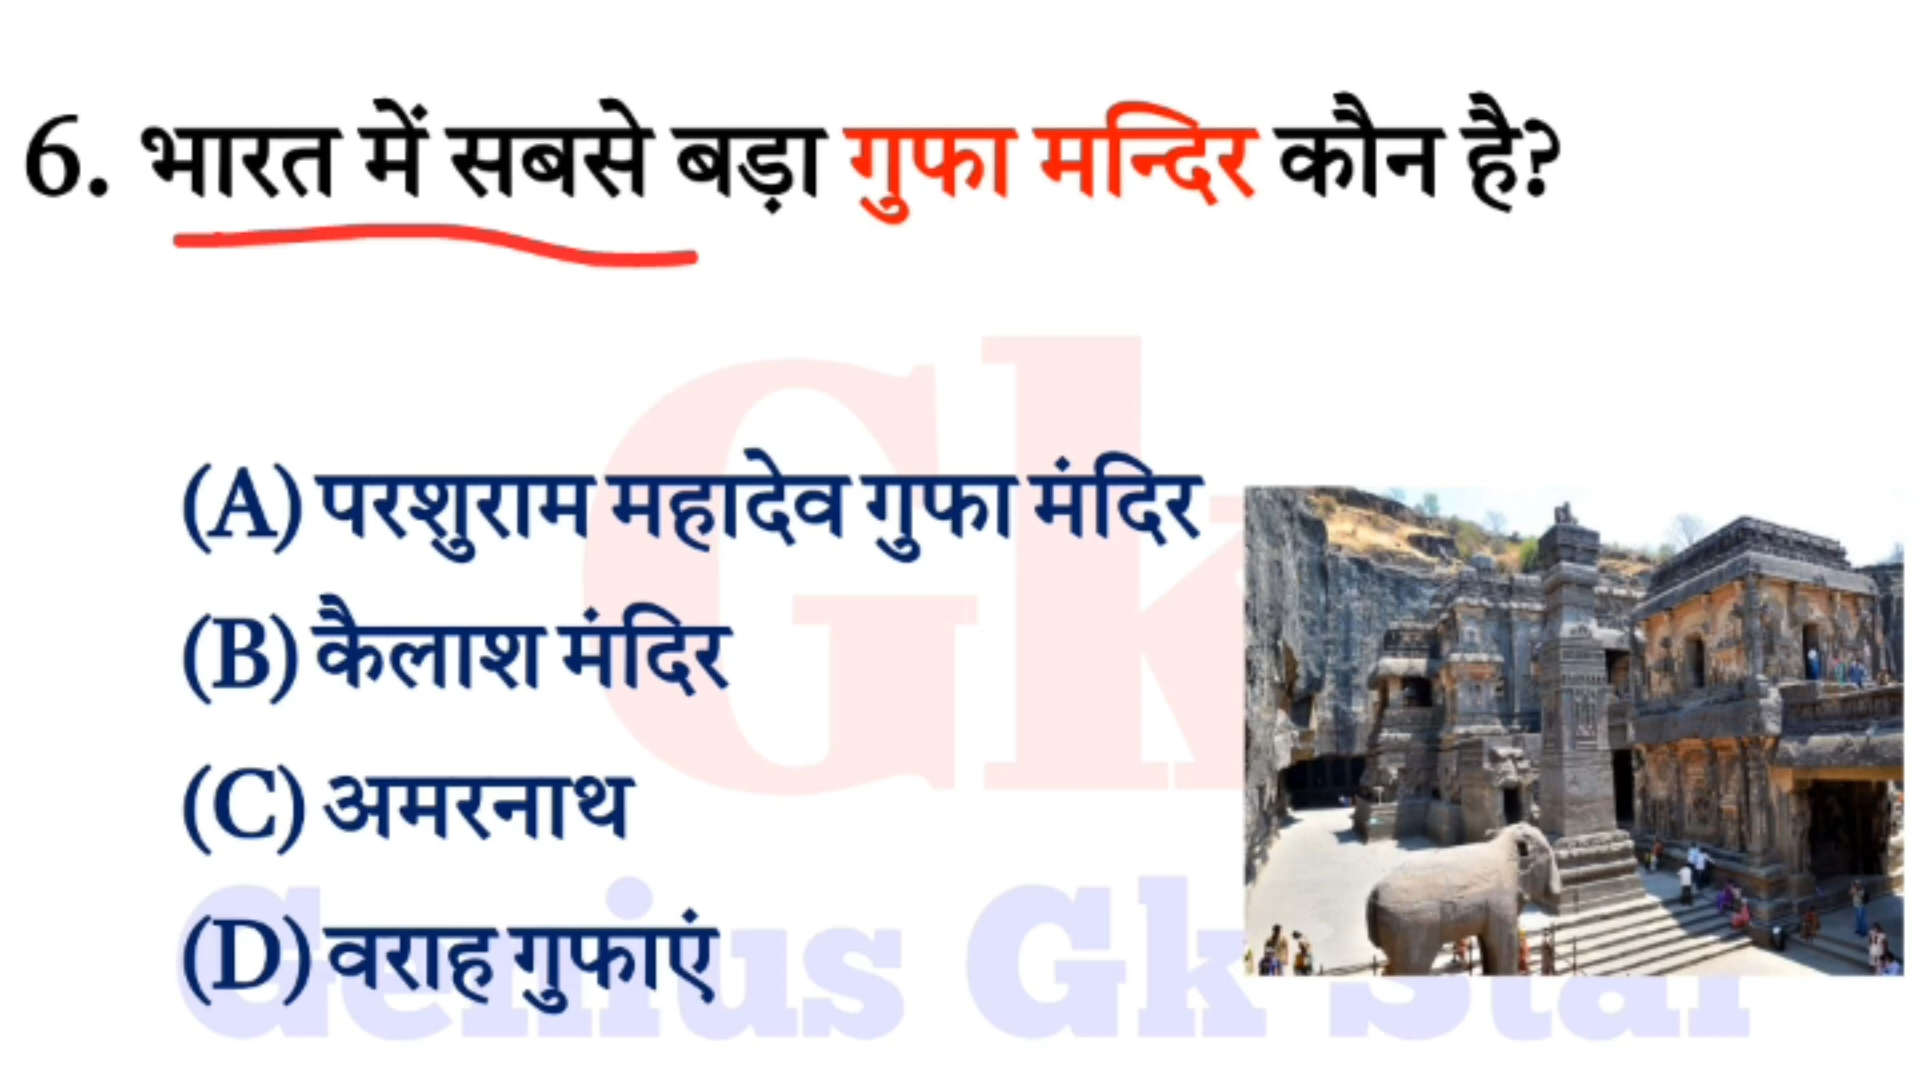 6. भारत में सबसे बड़ा गुफा मन्दिर कौन है?
(A) परशुराम महादेव गुफा मंदिर
(B) कैलाश मंदिर
(C) अमरनाथ
(D) वराह गुफाएं
Gk
Genius Gk Star